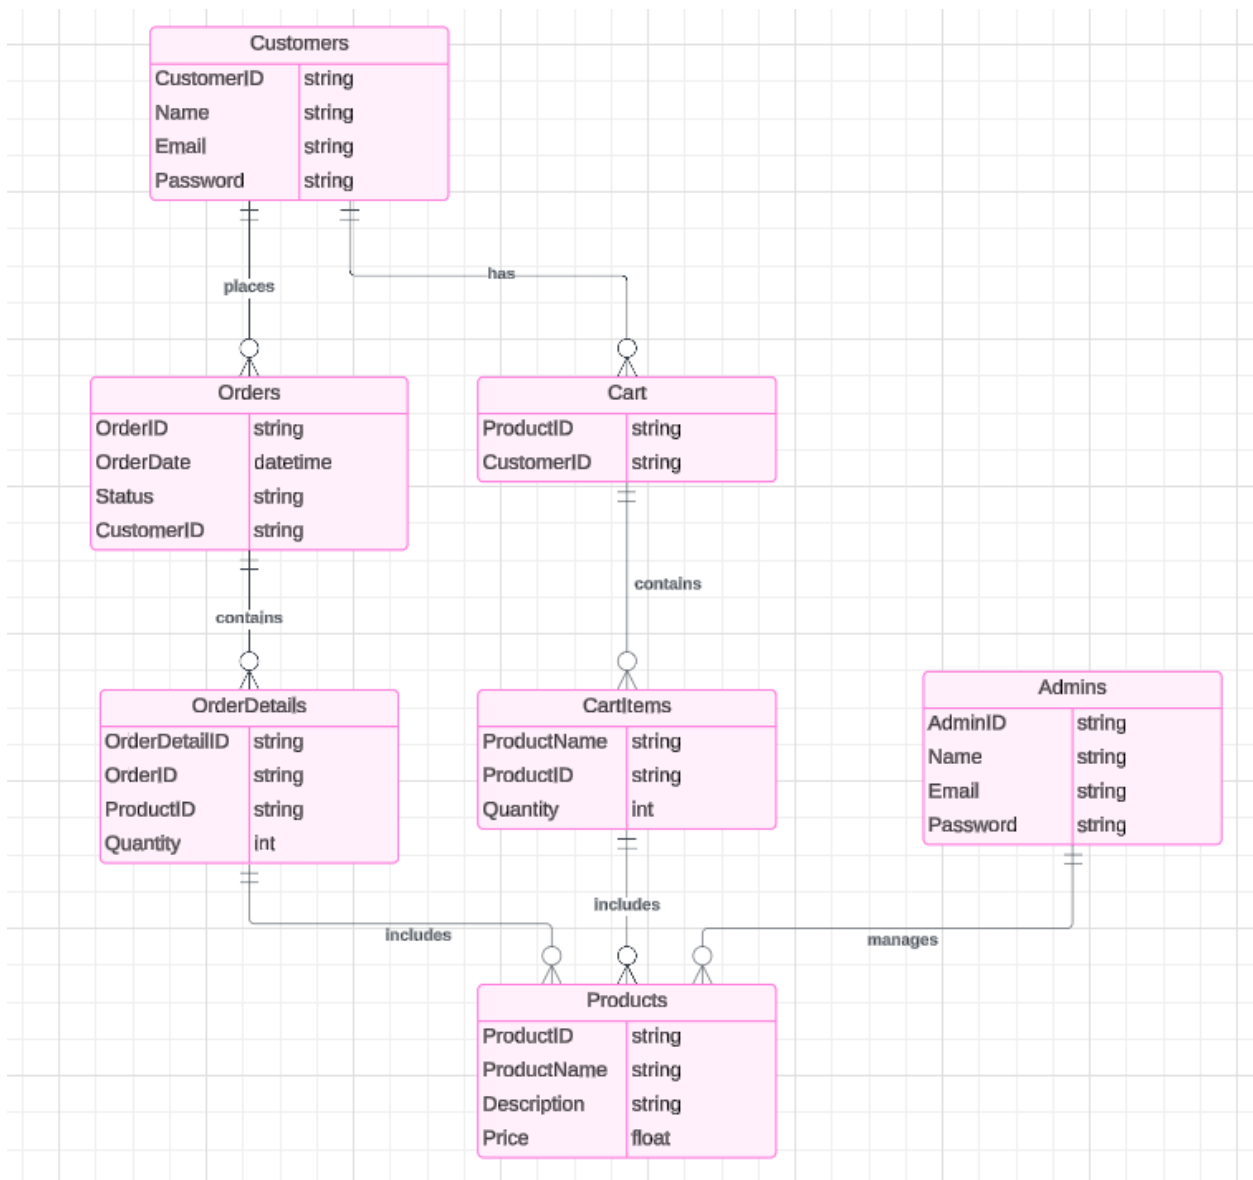 Customers
CustomerID string
Name string
Email string
Password string
places
has
Orders
OrderID string
OrderDate datetime
Status string
CustomerID string
Cart
ProductID string
CustomerID string
contains
contains
OrderDetails
OrderDetailID string
OrderID string
ProductID string
Quantity int
CartItems
ProductName string
ProductID string
Quantity int
Admins
AdminID string
Name string
Email string
Password string
includes
includes
manages
Products
ProductID string
ProductName string
Description string
Price float